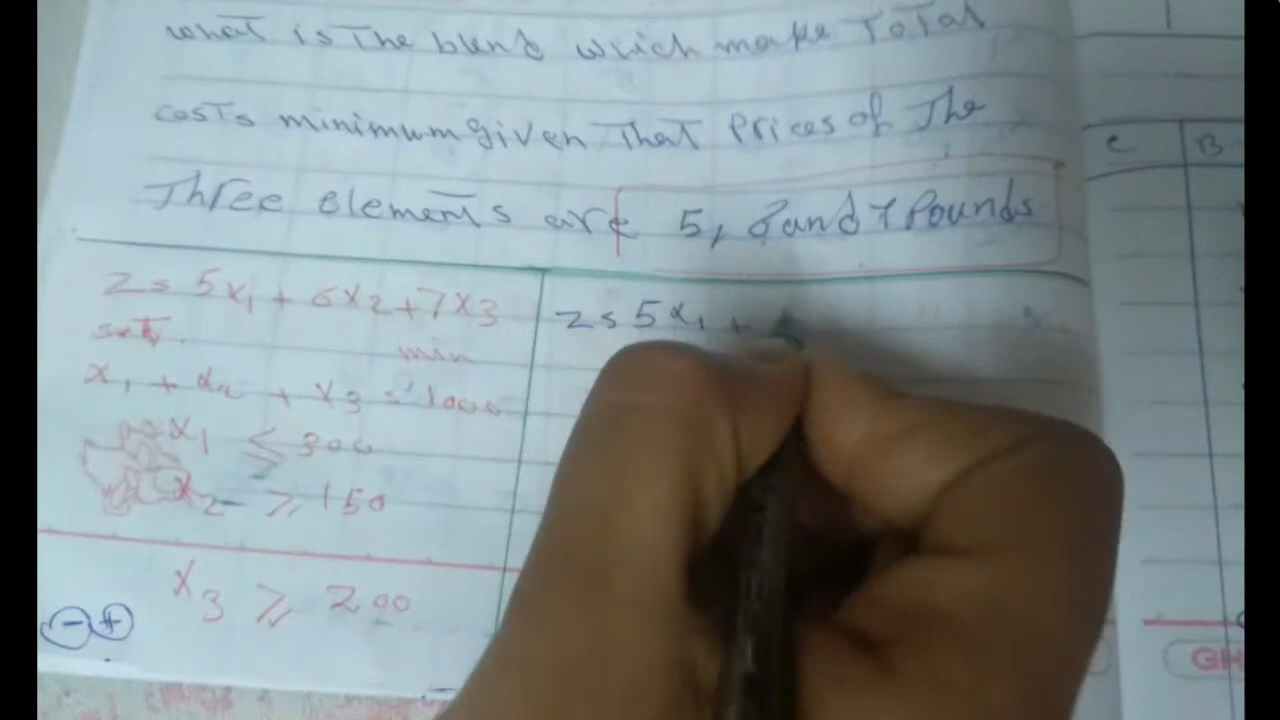 what is The blend which make Total
costs minimum given That Prices of The
Three elements are 5, 6 and 7 Pounds
Z = 5x₁ + 6x₂ + 7x₃
min
x₁ + x₂ + x₃ = 1000
x₁ ≤ 300
x₂ ≥ 150
x₃ ≥ 200
- +
Z = 5x₁ +
C B
GH